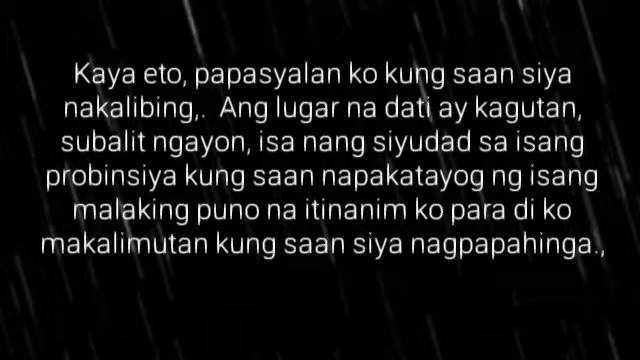 Kaya eto, papasyalan ko kung saan siya
nakalibing,.  Ang lugar na dati ay kagutan,
subalit ngayon, isa nang siyudad sa isang
probinsiya kung saan napakatayog ng isang
malaking puno na itinanim ko para di ko
makalimutan kung saan siya nagpapahinga.,